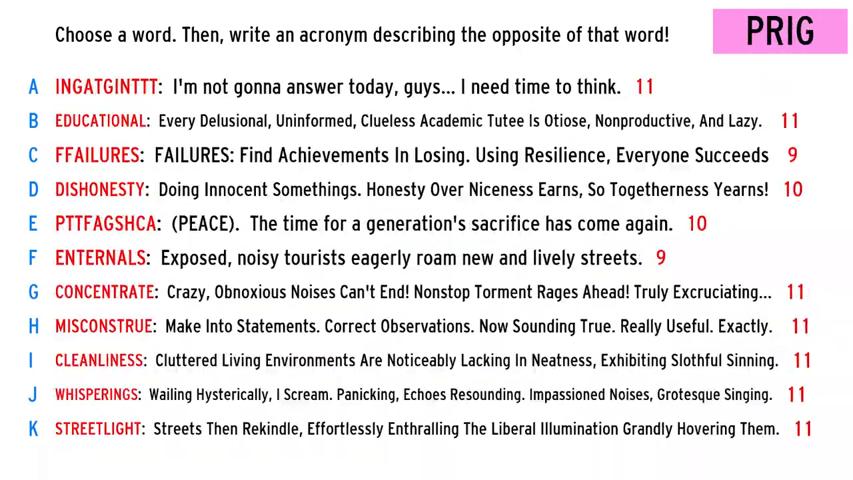 Choose a word. Then, write an acronym describing the opposite of that word!
PRIG
A INGATGINTTT: I'm not gonna answer today, guys... I need time to think. 11
B EDUCATIONAL: Every Delusional, Uninformed, Clueless Academic Tutee Is Otiose, Nonproductive, And Lazy. 11
C FFAILURES: FAILURES: Find Achievements In Losing. Using Resilience, Everyone Succeeds 9
D DISHONESTY: Doing Innocent Somethings. Honesty Over Niceness Earns, So Togetherness Yearns! 10
E PTTFAGSHCA: (PEACE). The time for a generation's sacrifice has come again. 10
F ENTERNALS: Exposed, noisy tourists eagerly roam new and lively streets. 9
G CONCENTRATE: Crazy, Obnoxious Noises Can't End! Nonstop Torment Rages Ahead! Truly Excruciating... 11
H MISCONSTRUE: Make Into Statements. Correct Observations. Now Sounding True. Really Useful. Exactly. 11
I CLEANLINESS: Cluttered Living Environments Are Noticeably Lacking In Neatness, Exhibiting Slothful Sinning. 11
J WHISPERINGS: Wailing Hysterically, I Scream. Panicking, Echoes Resounding. Impassioned Noises, Grotesque Singing. 11
K STREETLIGHT: Streets Then Rekindle, Effortlessly Enthralling The Liberal Illumination Grandly Hovering Them. 11